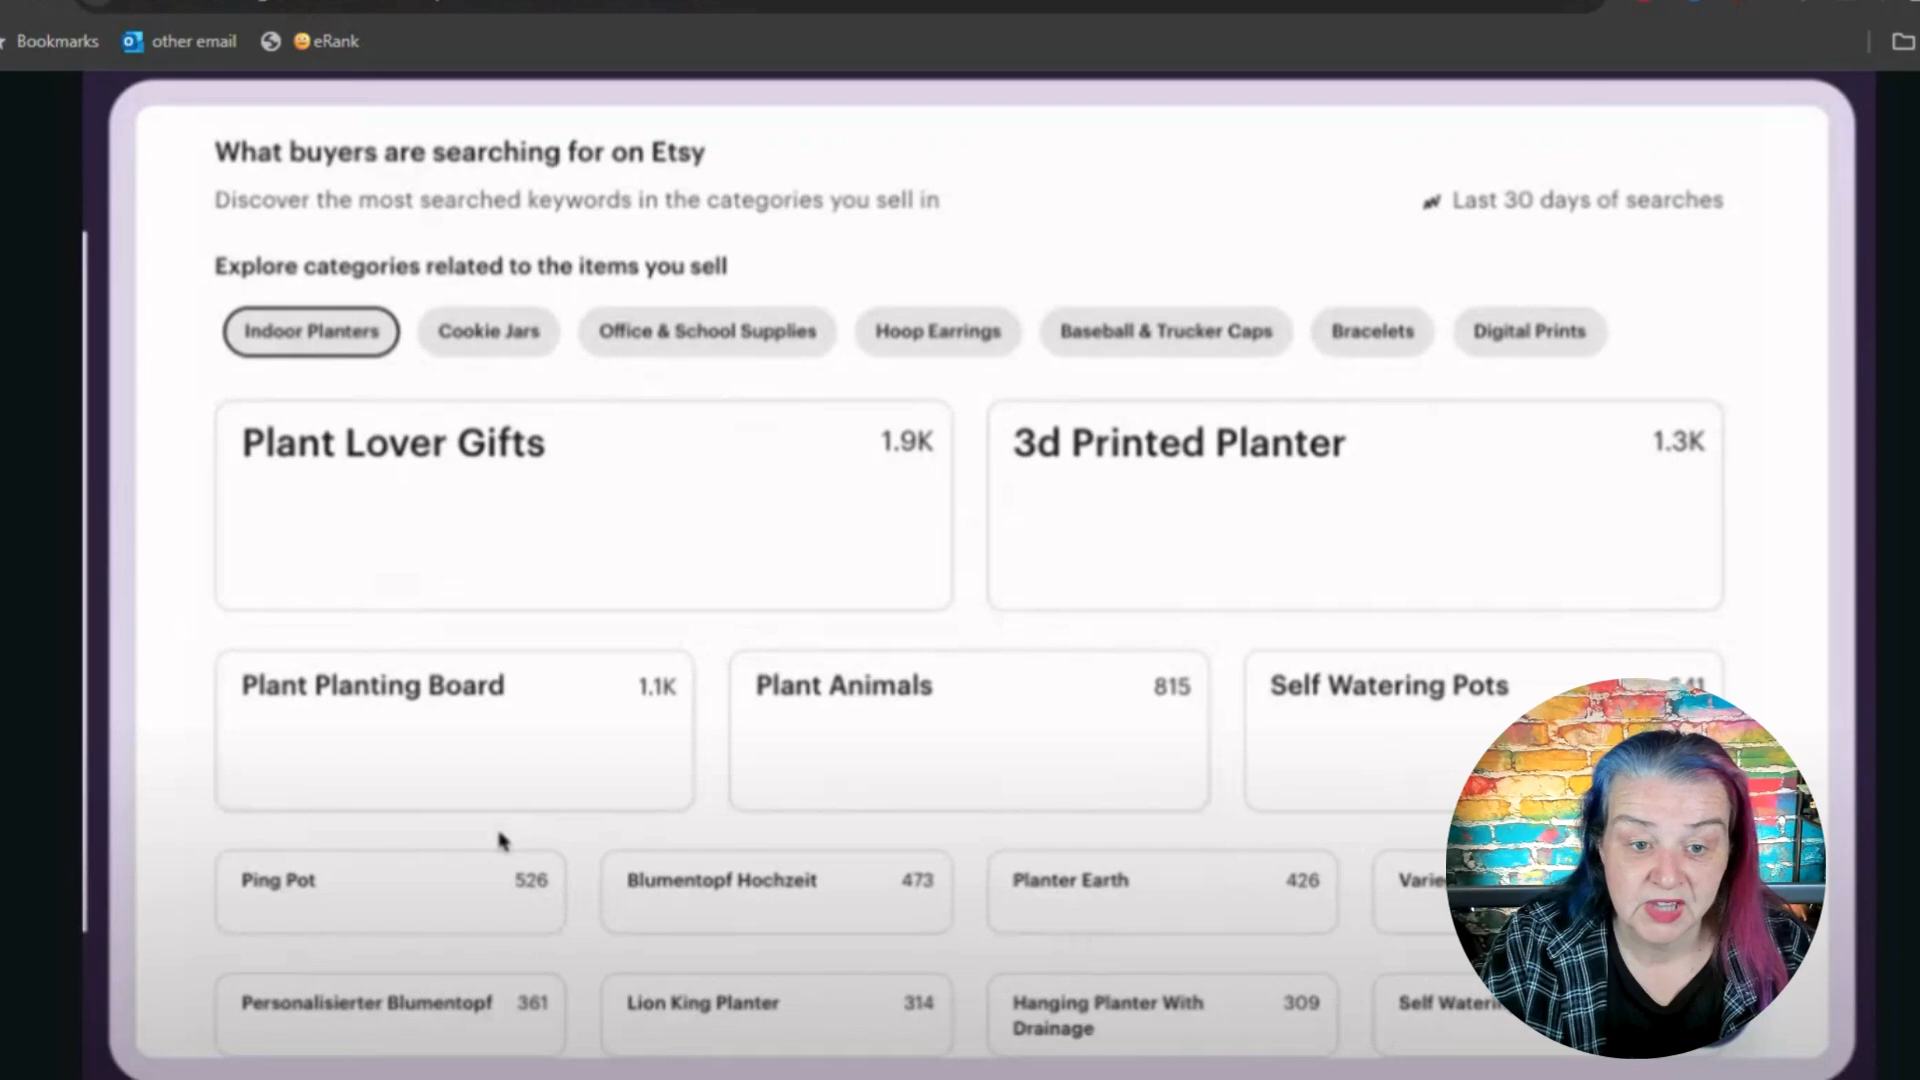 Bookmarks other email eRank
What buyers are searching for on Etsy
Discover the most searched keywords in the categories you sell in
Last 30 days of searches
Explore categories related to the items you sell
Indoor Planters Cookie Jars Office & School Supplies Hoop Earrings Baseball & Trucker Caps Bracelets Digital Prints
Plant Lover Gifts 1.9K
3d Printed Planter 1.3K
Plant Planting Board 1.1K
Plant Animals 815
Self Watering Pots
Ping Pot 526
Blumentopf Hochzeit 473
Planter Earth 426
Personalisierter Blumentopf 361
Lion King Planter 314
Hanging Planter With 309
Drainage
Self